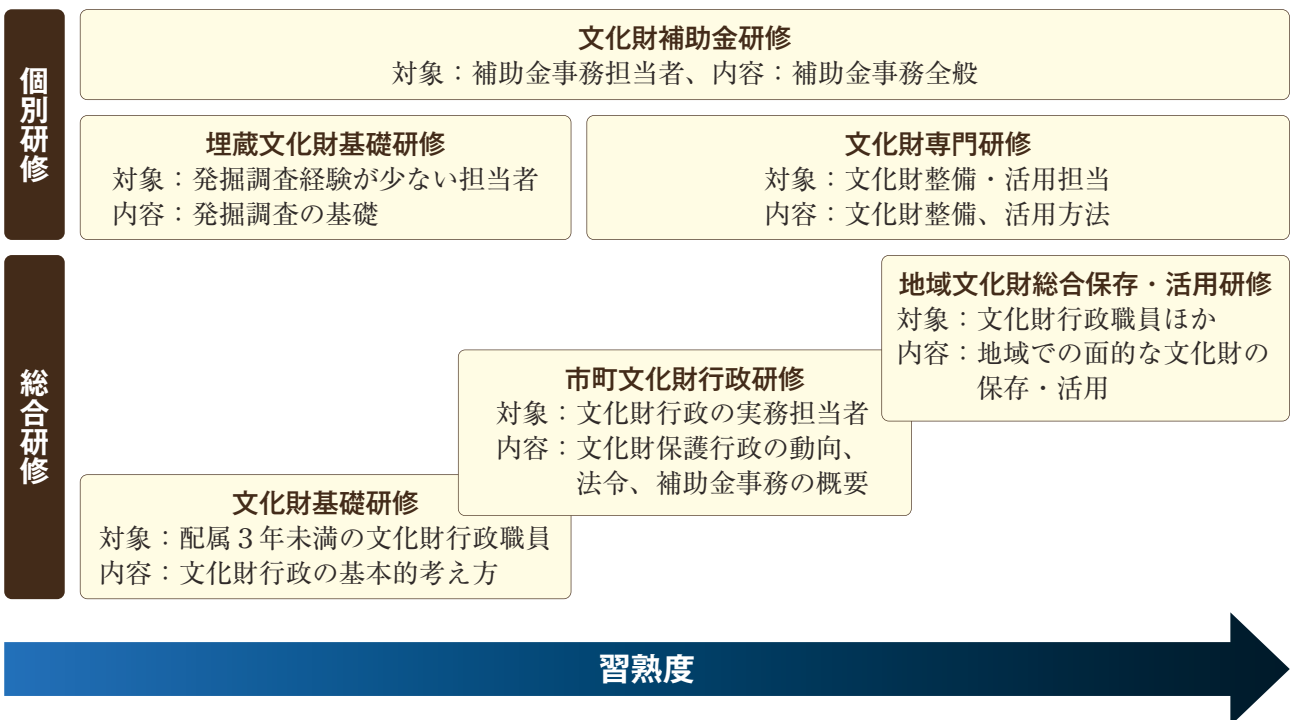 個別研修
文化財補助金研修
対象：補助金事務担当者、内容：補助金事務全般
埋蔵文化財基礎研修
対象：発掘調査経験が少ない担当者
内容：発掘調査の基礎
文化財専門研修
対象：文化財整備・活用担当
内容：文化財整備、活用方法
総合研修
地域文化財総合保存・活用研修
対象：文化財行政職員ほか
内容：地域での面的な文化財の
保存・活用
市町文化財行政研修
対象：文化財行政の実務担当者
内容：文化財保護行政の動向、
法令、補助金事務の概要
文化財基礎研修
対象：配属３年未満の文化財行政職員
内容：文化財行政の基本的考え方
習熟度